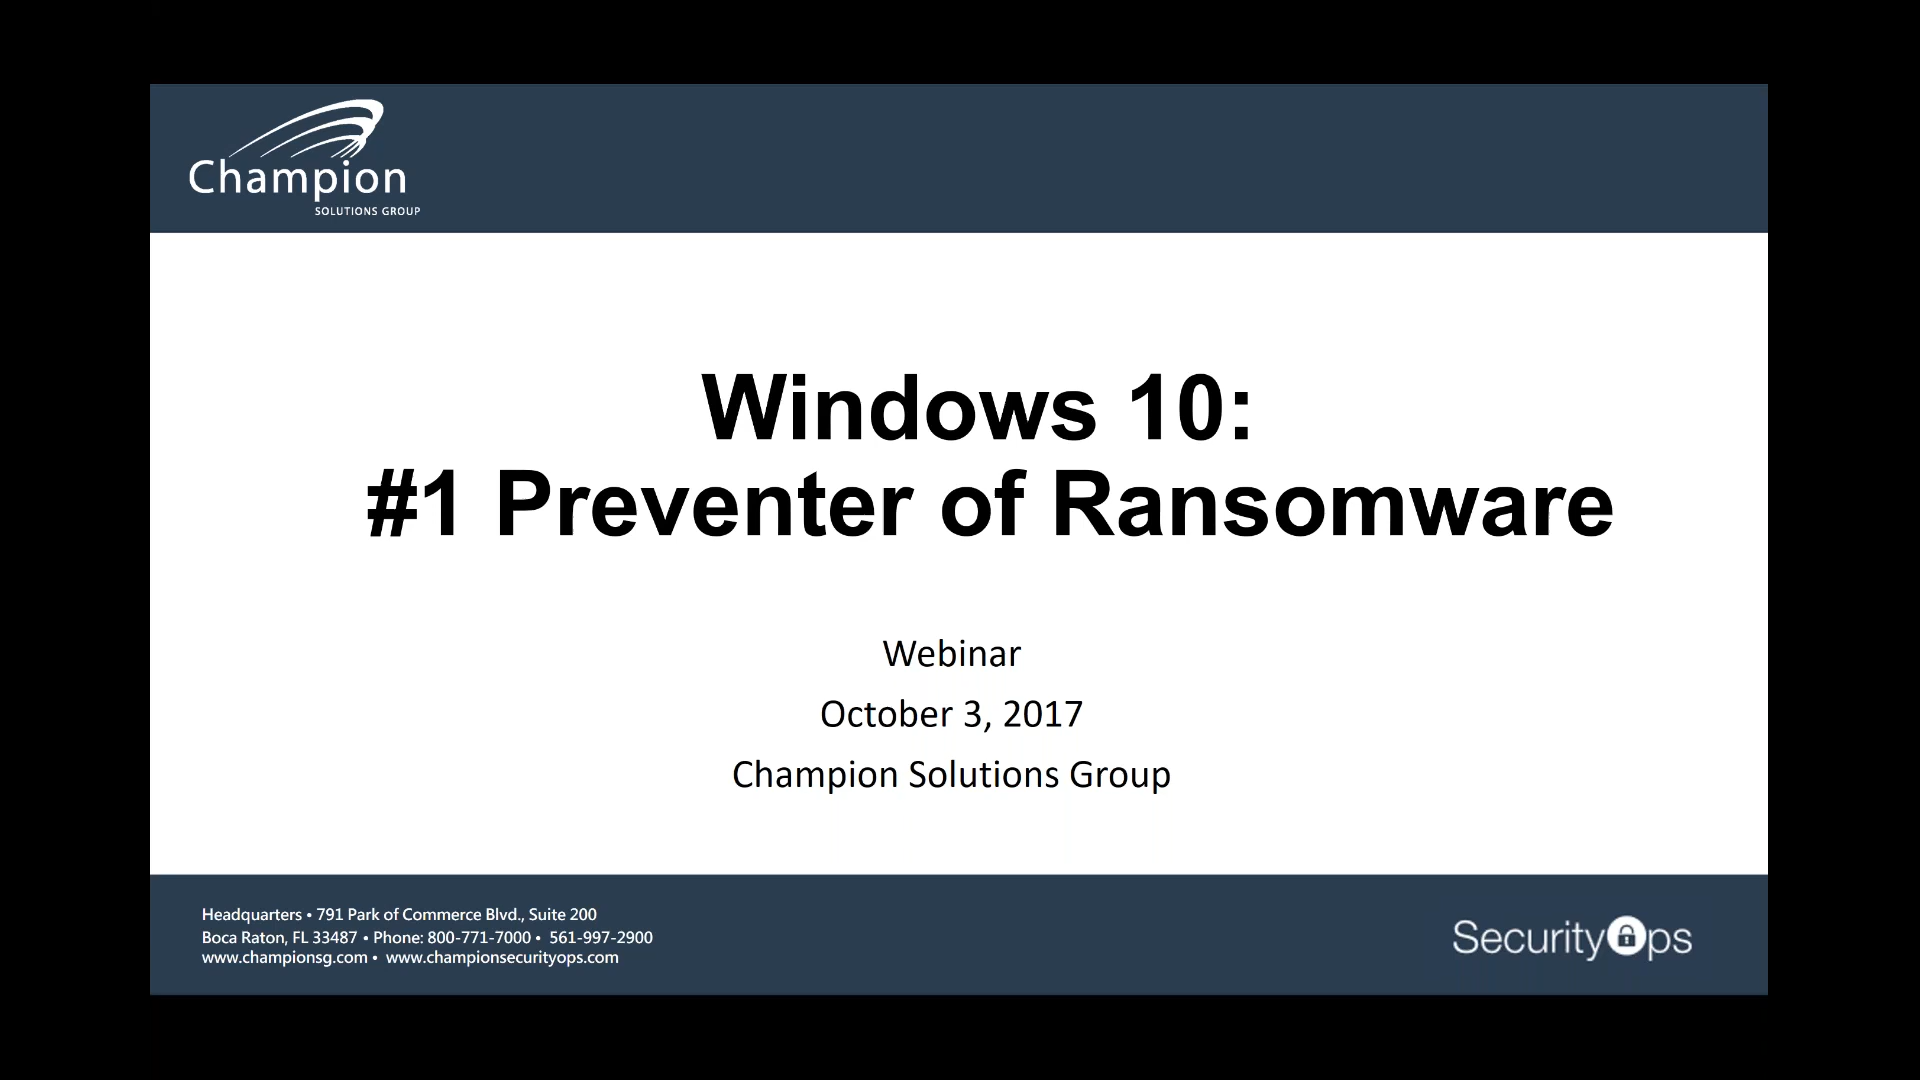 Champion
SOLUTIONS GROUP
Windows 10:
#1 Preventer of Ransomware
Webinar
October 3, 2017
Champion Solutions Group
Headquarters • 791 Park of Commerce Blvd., Suite 200
Boca Raton, FL 33487 • Phone: 800-771-7000 • 561-997-2900
www.championsg.com • www.championsecurityops.com
SecurityOps